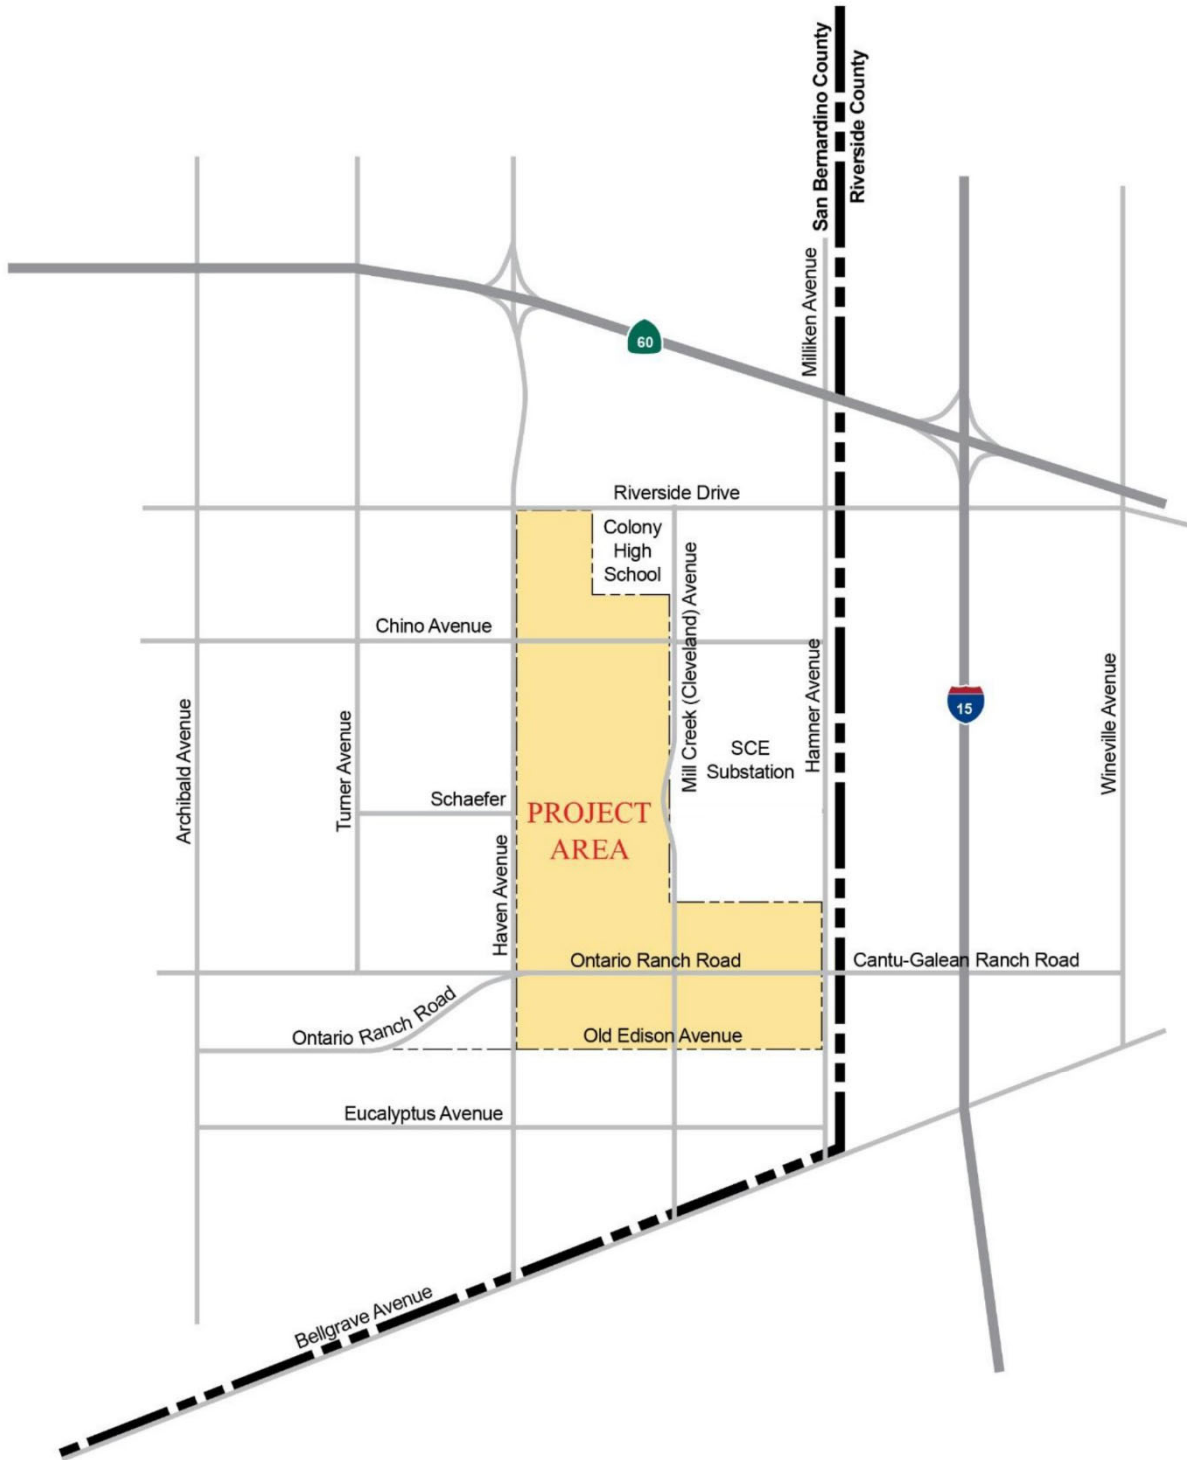 San Bernardino County
Riverside County
Milliken Avenue
60
Riverside Drive
Colony
High
School
Mill Creek (Cleveland) Avenue
Chino Avenue
Hamner Avenue
15
Wineville Avenue
Archibald Avenue
Turner Avenue
SCE
Substation
Schaefer
PROJECT
AREA
Haven Avenue
Ontario Ranch Road
Cantu-Galean Ranch Road
Ontario Ranch Road
Old Edison Avenue
Eucalyptus Avenue
Bellgrave Avenue